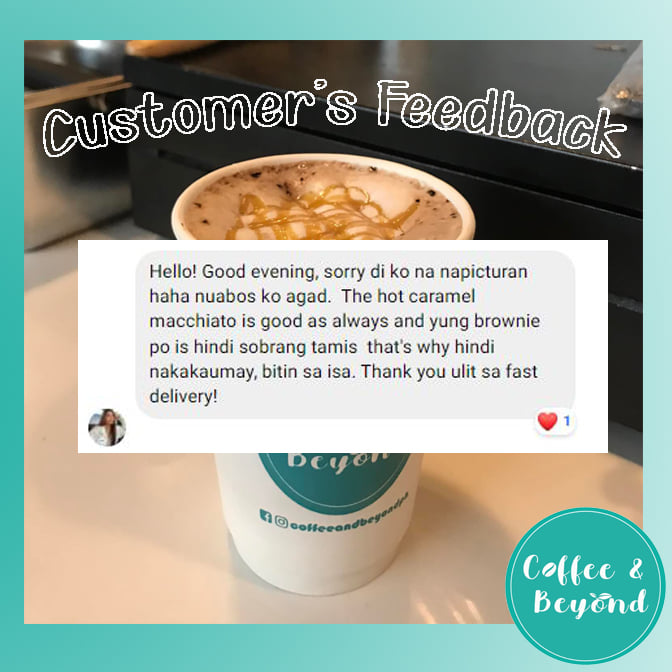 Customer's Feedback
Hello! Good evening, sorry di ko na napicturan
haha nuabos ko agad. The hot caramel
macchiato is good as always and yung brownie
po is hindi sobrang tamis that's why hindi
nakakaumay, bitin sa isa. Thank you ulit sa fast
delivery!
1
Beyon
coffeeandbeyondph
Coffee &
Beyond